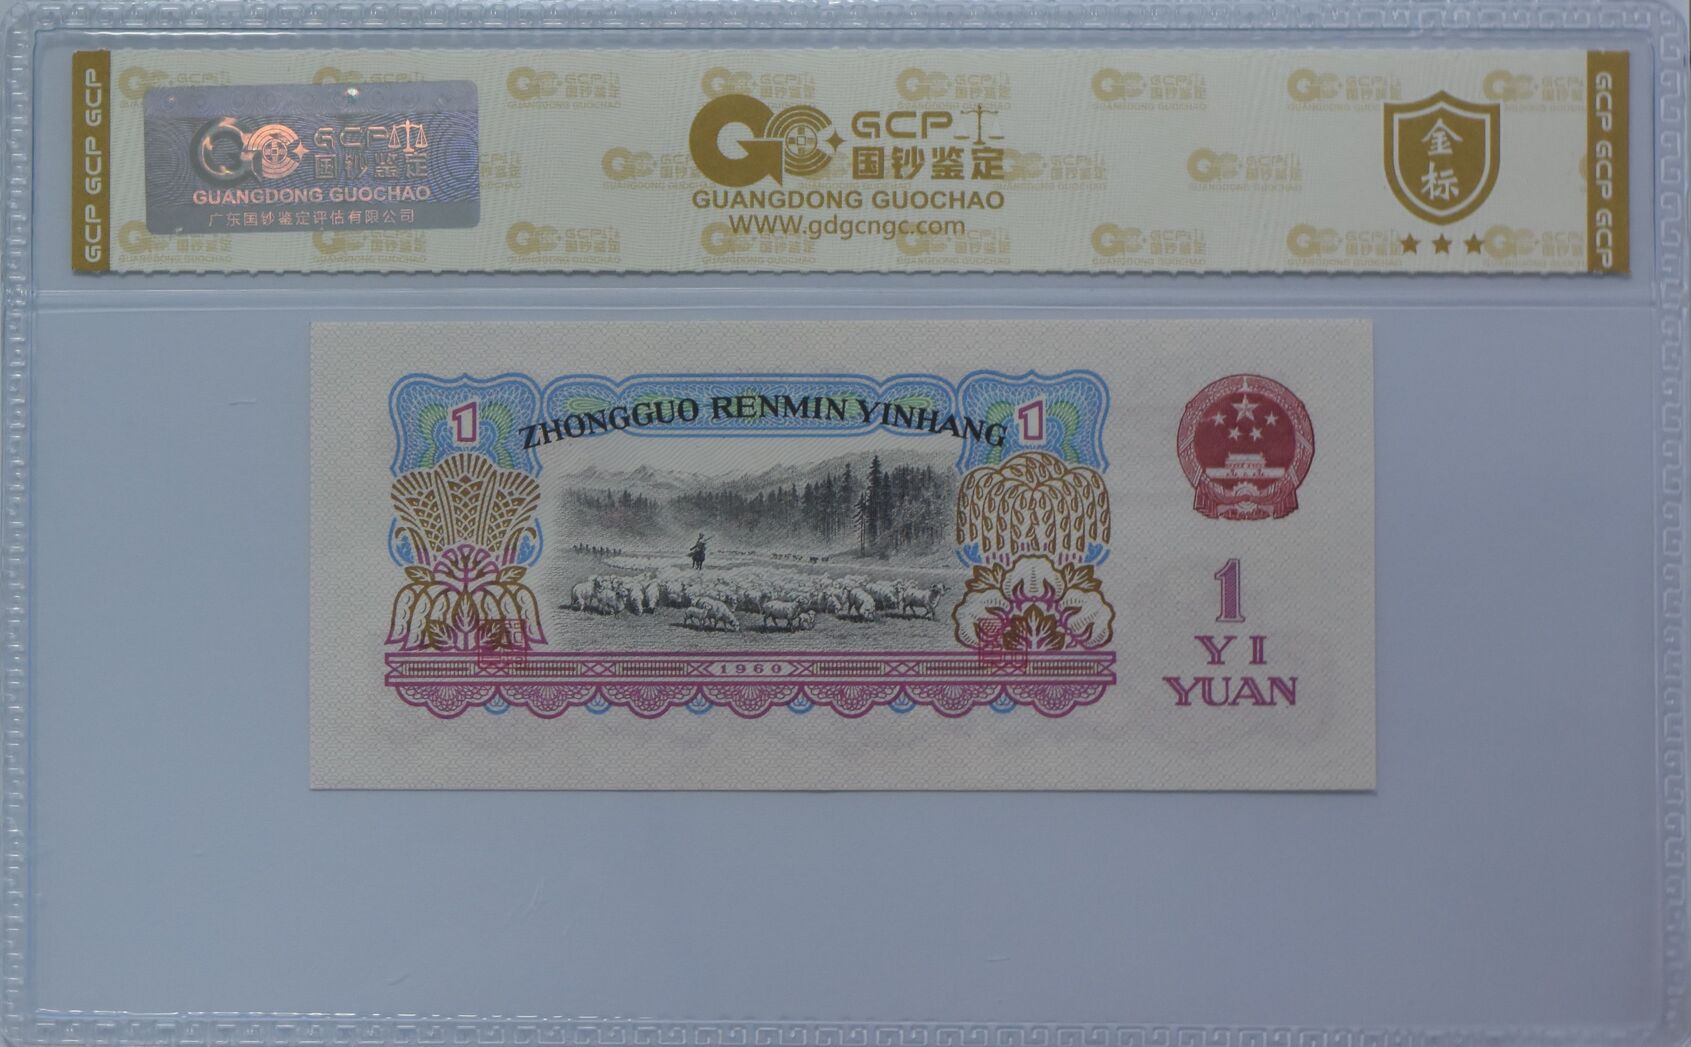 GCP GCP GCP
GCP
国钞鉴定
GUANGDONG GUOCHAO
广东国钞鉴定评估有限公司
GCP
国钞鉴定
GUANGDONG GUOCHAO
WWW.gdgcngc.com
金标
GCP GCP GCP
1
ZHONGGUO RENMIN YINHANG
1
1960
1
YI
YUAN